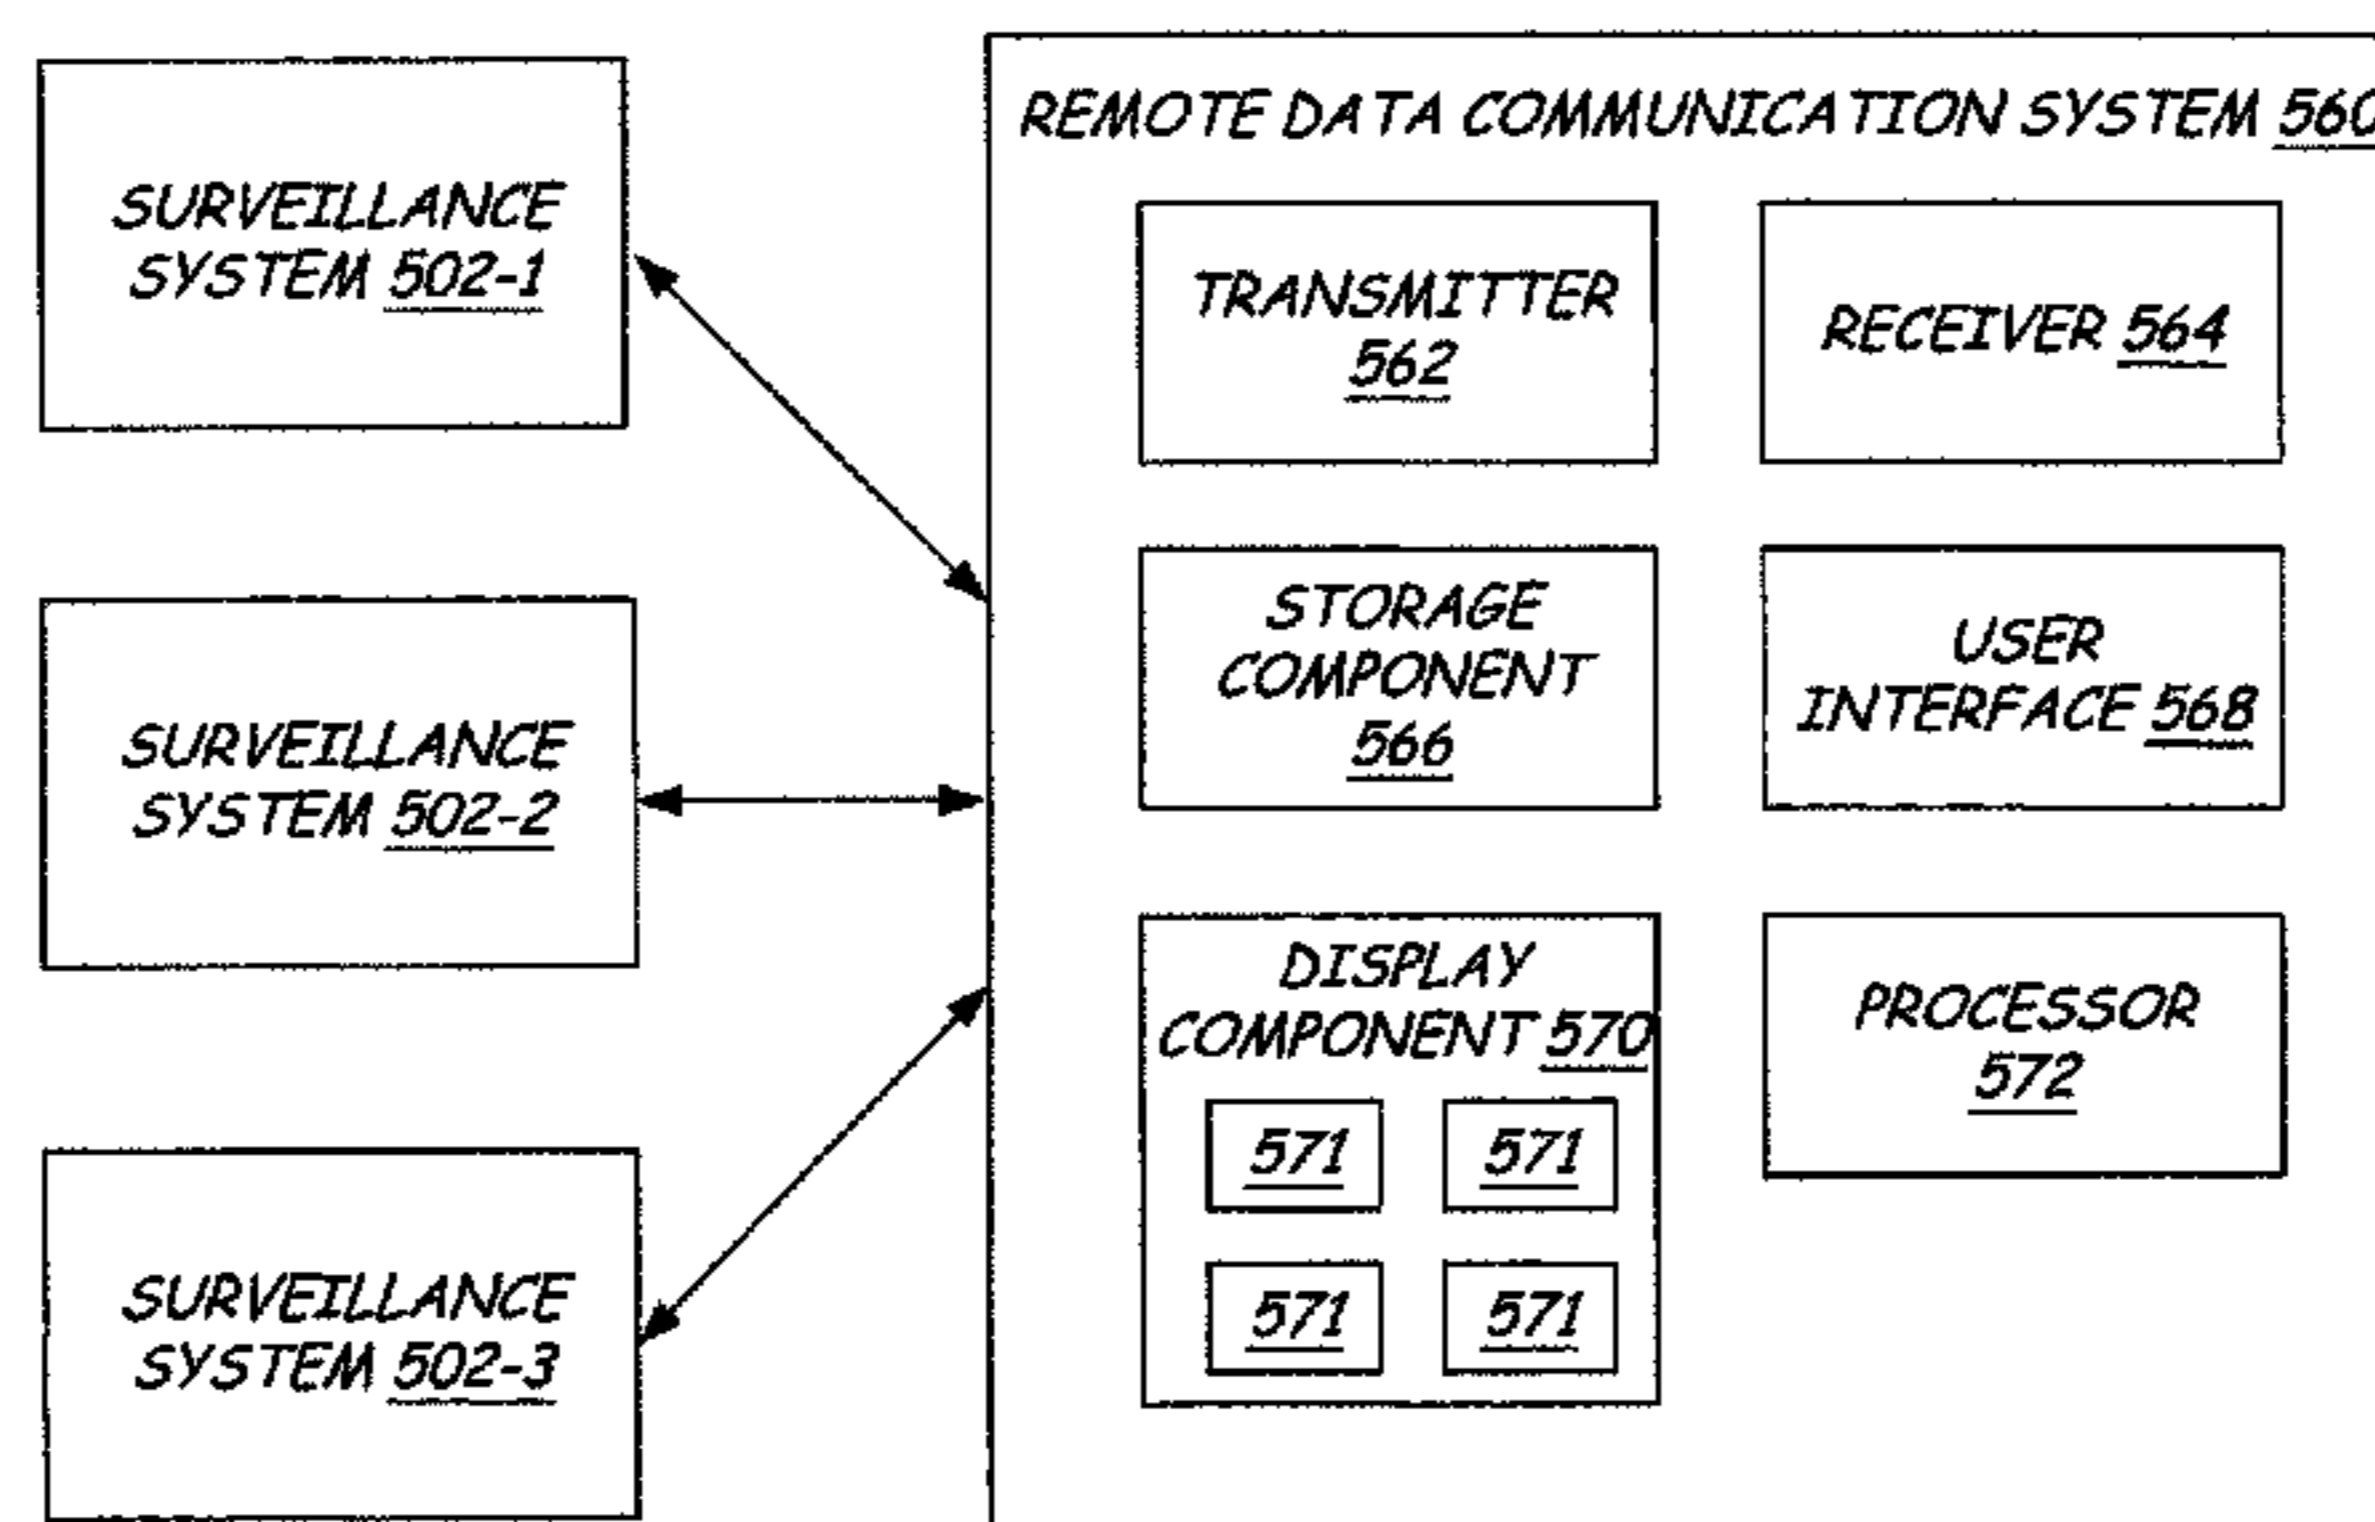 SURVEILLANCE
SYSTEM 502-1
SURVEILLANCE
SYSTEM 502-2
SURVEILLANCE
SYSTEM 502-3
REMOTE DATA COMMUNICATION SYSTEM 560
TRANSMITTER
562
RECEIVER 564
STORAGE
COMPONENT
566
USER
INTERFACE 568
DISPLAY
COMPONENT 570
571
571
571
571
PROCESSOR
572